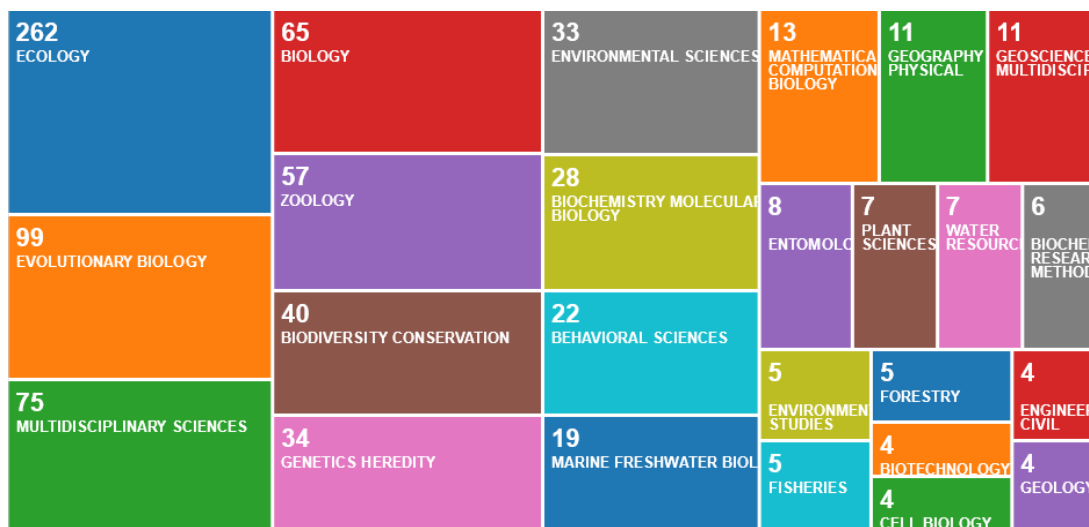 262
ECOLOGY
99
EVOLUTIONARY BIOLOGY
75
MULTIDISCIPLINARY SCIENCES
65
BIOLOGY
57
ZOOLOGY
40
BIODIVERSITY CONSERVATION
34
GENETICS HEREDITY
33
ENVIRONMENTAL SCIENCES
28
BIOCHEMISTRY MOLECULAR
BIOLOGY
22
BEHAVIORAL SCIENCES
19
MARINE FRESHWATER BIOL
13
MATHEMATICA
COMPUTATION
BIOLOGY
11
GEOGRAPHY
PHYSICAL
11
GEOSCIENCE
MULTIDISCIP
8
ENTOMOLO
7
PLANT
SCIENCES
7
WATER
RESOURC
6
BIOCHEM
RESEAR
METHOD
5
ENVIRONMEN
STUDIES
5
FISHERIES
5
FORESTRY
4
BIOTECHNOLOGY
4
CELL BIOLOGY
4
ENGINEER
CIVIL
4
GEOLOGY